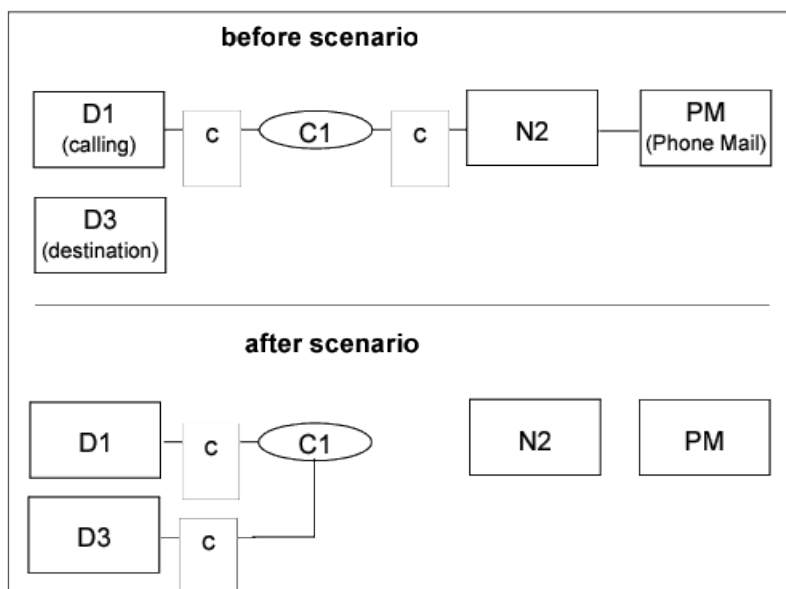 before scenario
D1
(calling)
c
C1
c
N2
PM
(Phone Mail)
D3
(destination)
after scenario
D1
c
C1
N2
PM
D3
c